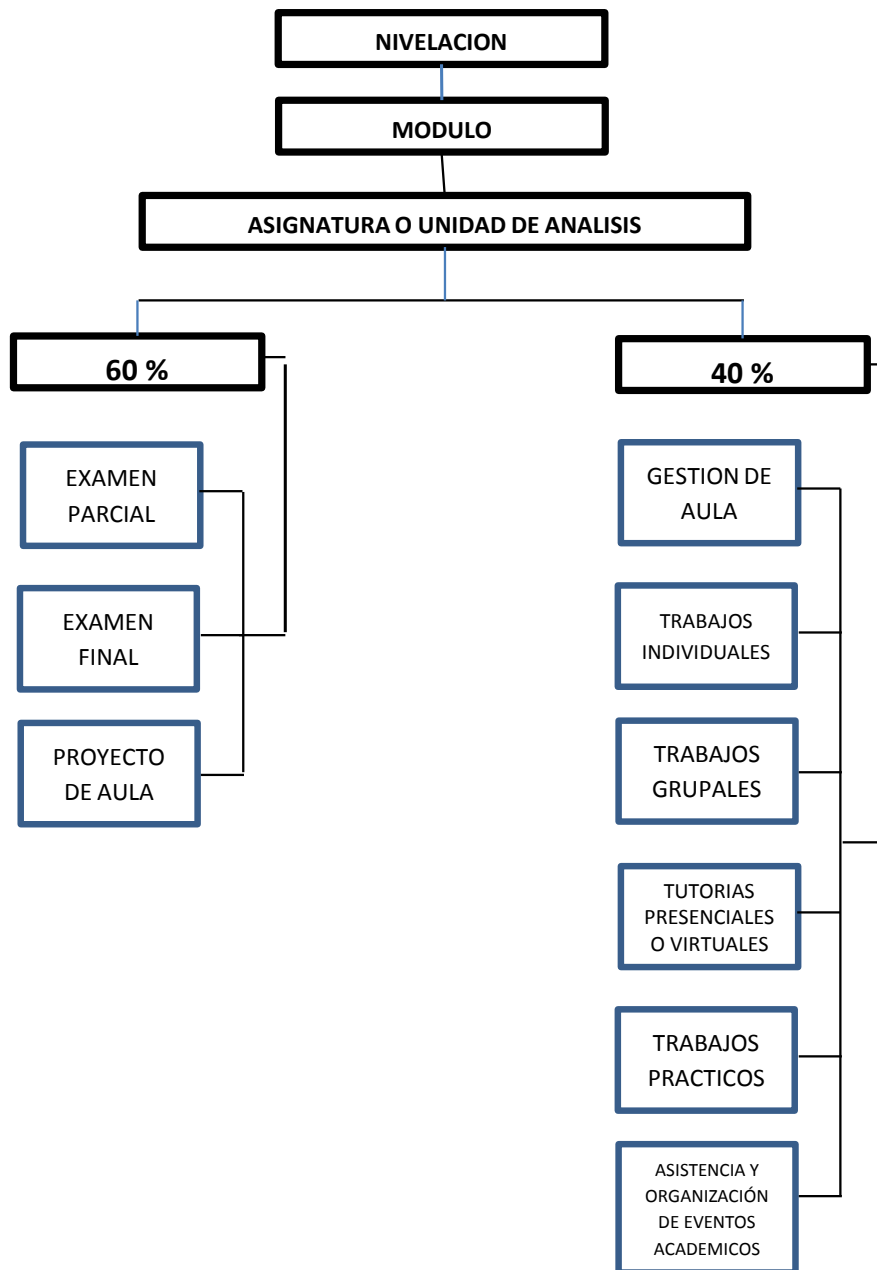 NIVELACION
MODULO
ASIGNATURA O UNIDAD DE ANALISIS
60 %
EXAMEN
PARCIAL
EXAMEN
FINAL
PROYECTO
DE AULA
40 %
GESTION DE
AULA
TRABAJOS
INDIVIDUALES
TRABAJOS
GRUPALES
TUTORIAS
PRESENCIALES
O VIRTUALES
TRABAJOS
PRACTICOS
ASISTENCIA Y
ORGANIZACIÓN
DE EVENTOS
ACADEMICOS